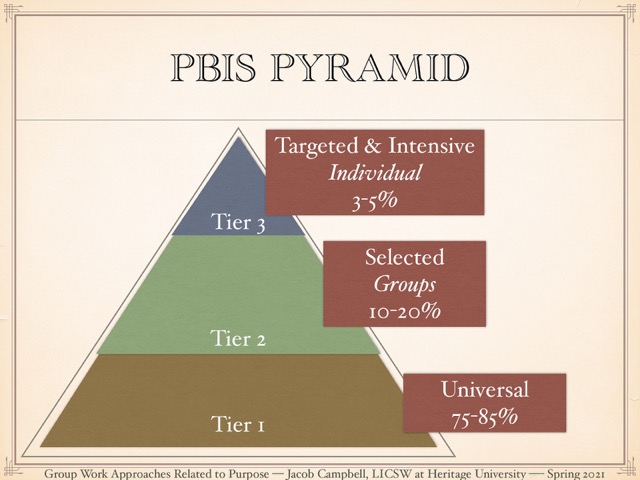 PBIS PYRAMID
Targeted & Intensive
Individual
3-5%
Tier 3
Selected
Groups
10-20%
Tier 2
Universal
75-85%
Tier 1
Group Work Approaches Related to Purpose — Jacob Campbell, LICSW at Heritage University —- Spring 2021